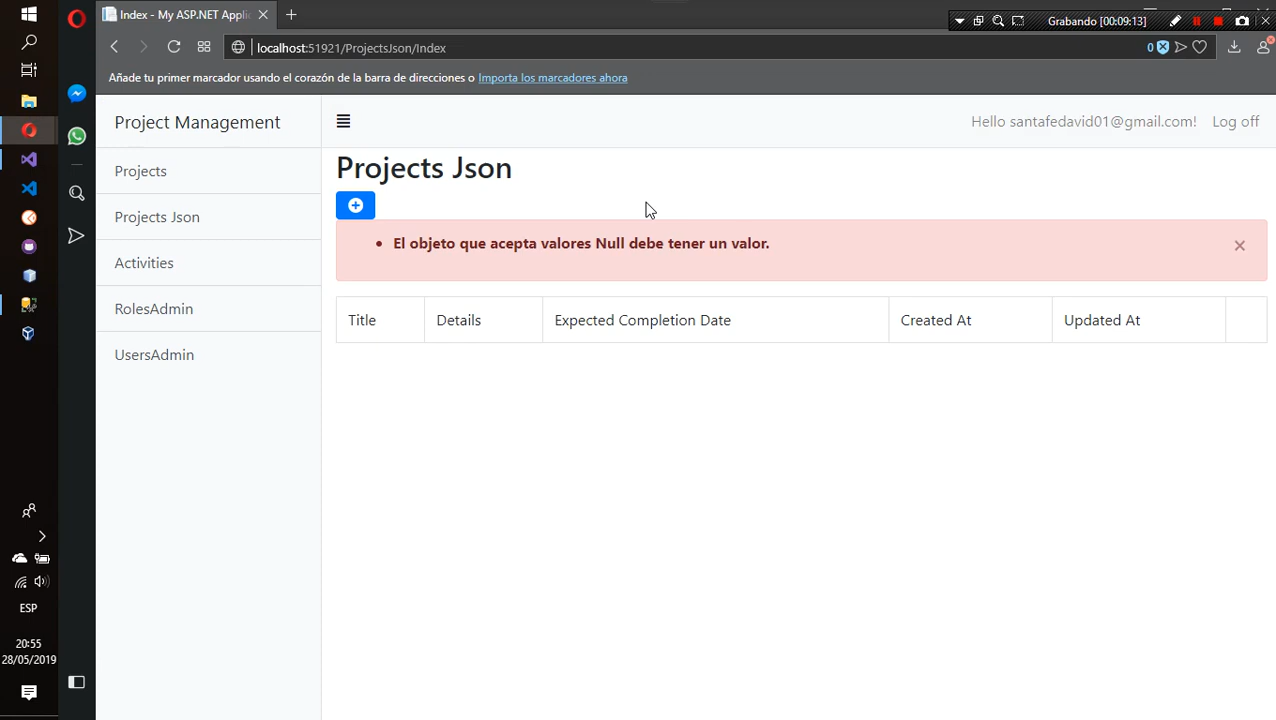 Index - My ASP.NET Applic
Grabando [00:09:13]
localhost:51921/ProjectsJson/Index
0
Añade tu primer marcador usando el corazón de la barra de direcciones o Importa los marcadores ahora
Project Management
Hello santafedavid01@gmail.com!
Log off
Projects
Projects Json
Activities
RolesAdmin
UsersAdmin
Projects Json
El objeto que acepta valores Null debe tener un valor.
Title
Details
Expected Completion Date
Created At
Updated At
ESP
20:55
28/05/2019